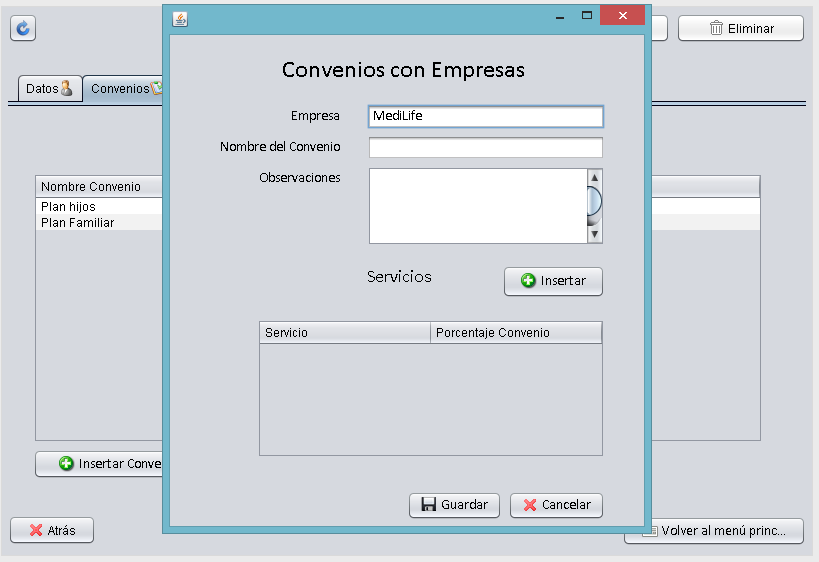 Eliminar
Datos
Convenios
Convenios con Empresas
Empresa
MediLife
Nombre del Convenio
Observaciones
Nombre Convenio
Plan hijos
Plan Familiar
Servicios
Insertar
Servicio
Porcentaje Convenio
Insertar Conve
Guardar
Cancelar
Atrás
Volver al menú princ...